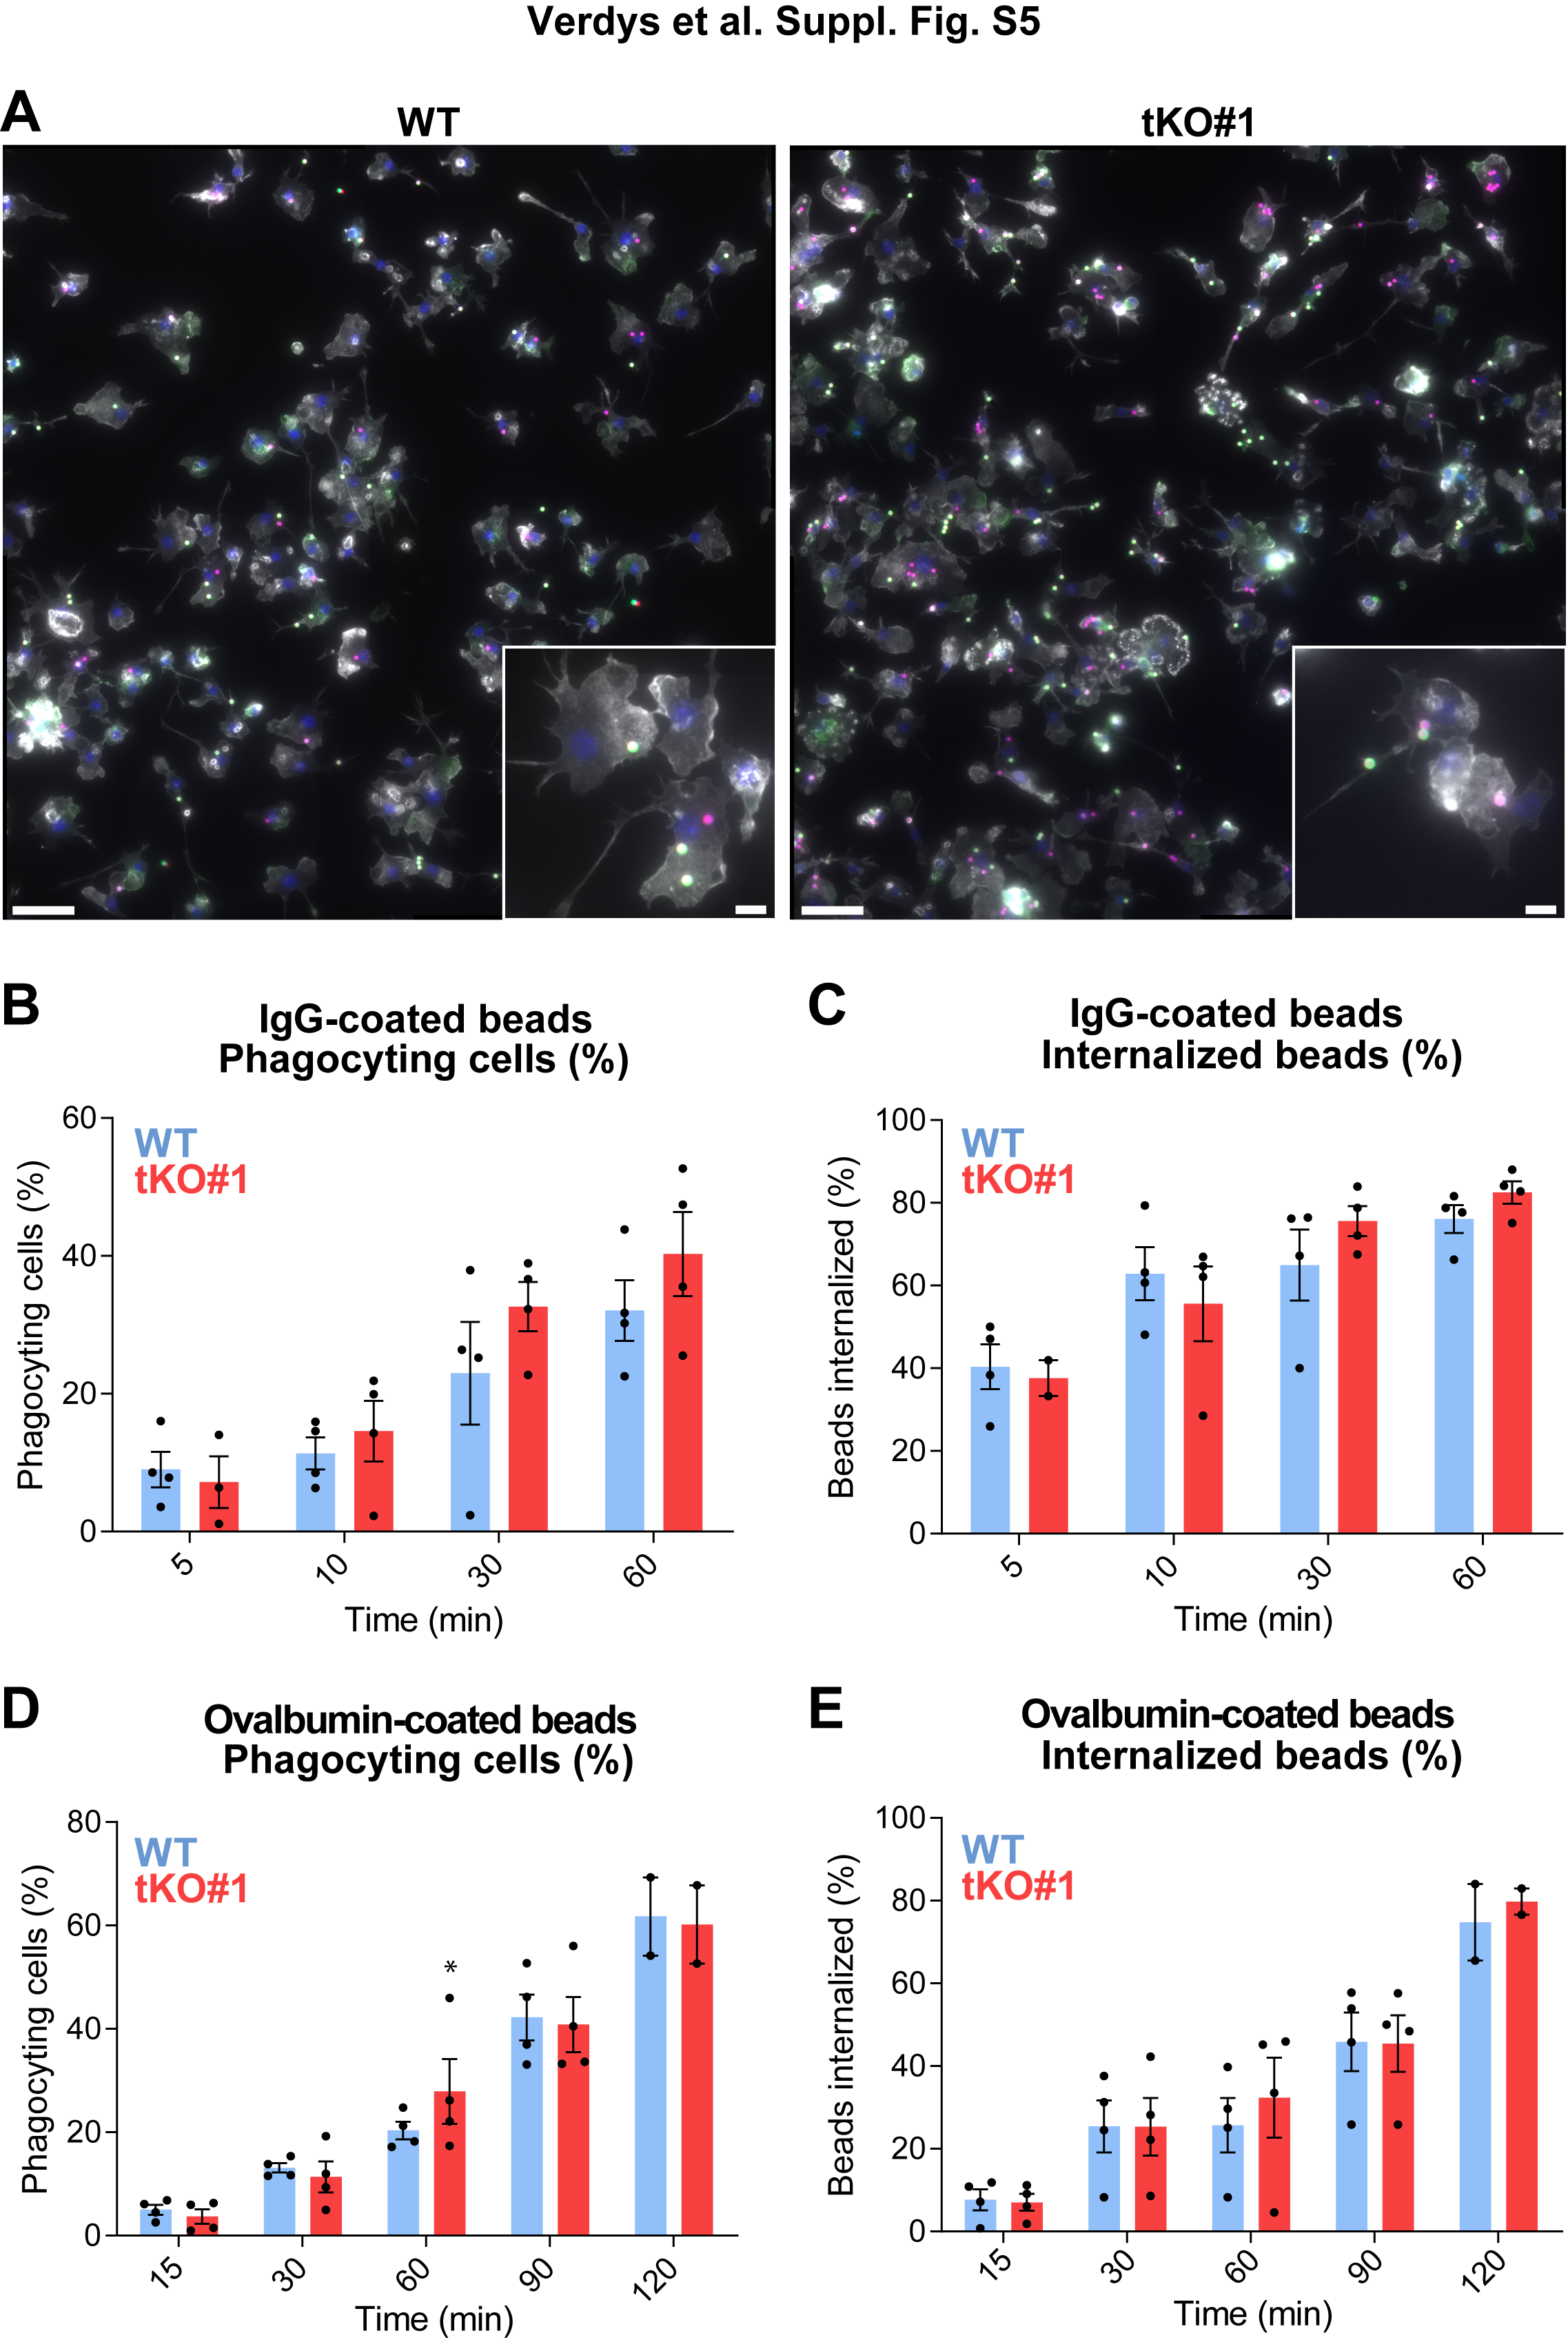 Verdys et al. Suppl. Fig. S5
A
WT
tKO#1
B
IgG-coated beads
Phagocyting cells (%)
WT
tKO#1
Phagocyting cells (%)
60
40
20
0
5
10
30
60
Time (min)
C
IgG-coated beads
Internalized beads (%)
WT
tKO#1
Beads internalized (%)
100
80
60
40
20
0
5
10
30
60
Time (min)
D
Ovalbumin-coated beads
Phagocyting cells (%)
WT
tKO#1
Phagocyting cells (%)
80
60
40
20
0
*
15
30
60
90
120
Time (min)
E
Ovalbumin-coated beads
Internalized beads (%)
WT
tKO#1
Beads internalized (%)
100
80
60
40
20
0
15
30
60
90
120
Time (min)